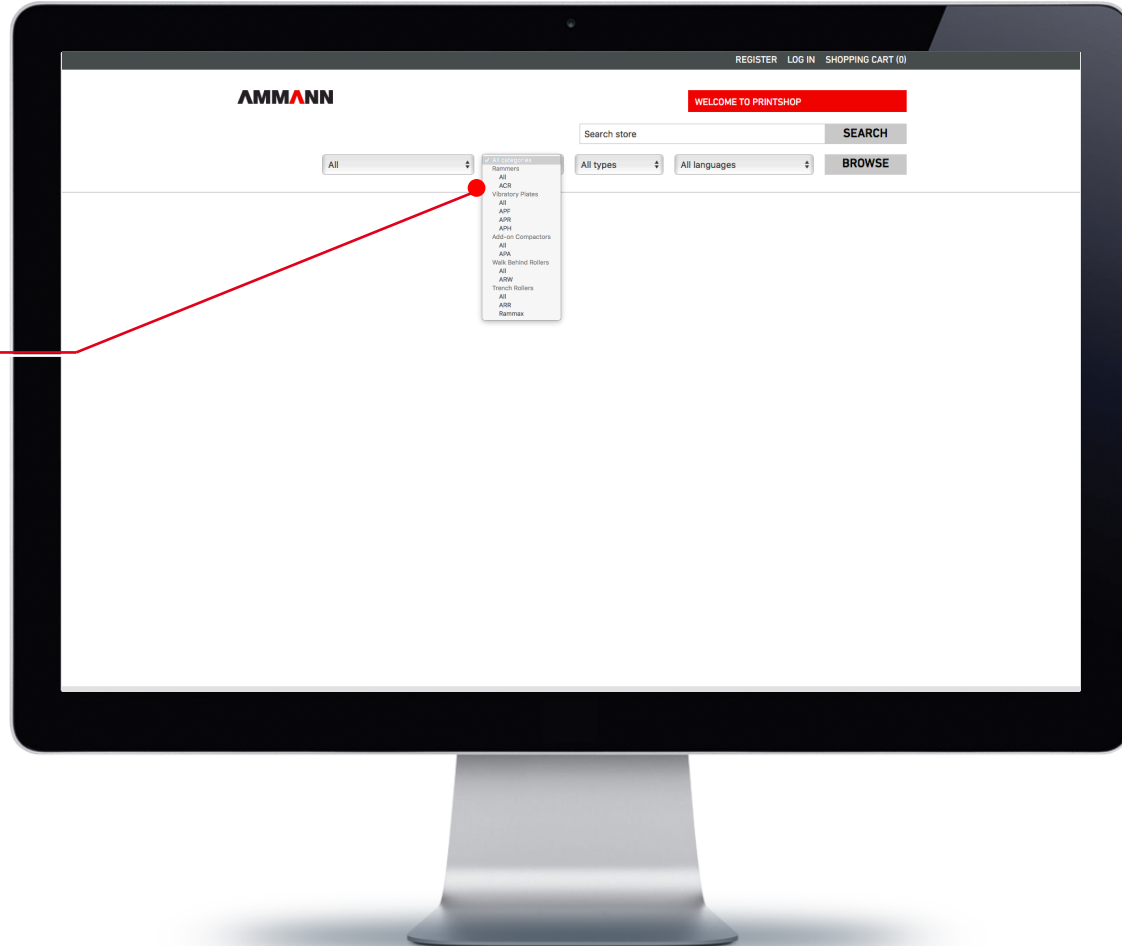 REGISTER LOG IN SHOPPING CART (0)
AMMANN
WELCOME TO PRINTSHOP
Search store
SEARCH
All
✓ All categories
All types
All languages
BROWSE
Rammers
All
ACR
Vibratory Plates
All
APF
APR
APH
Add-on Compactors
All
APA
Walk Behind Rollers
All
ARW
Trench Rollers
All
ARR
Rammax